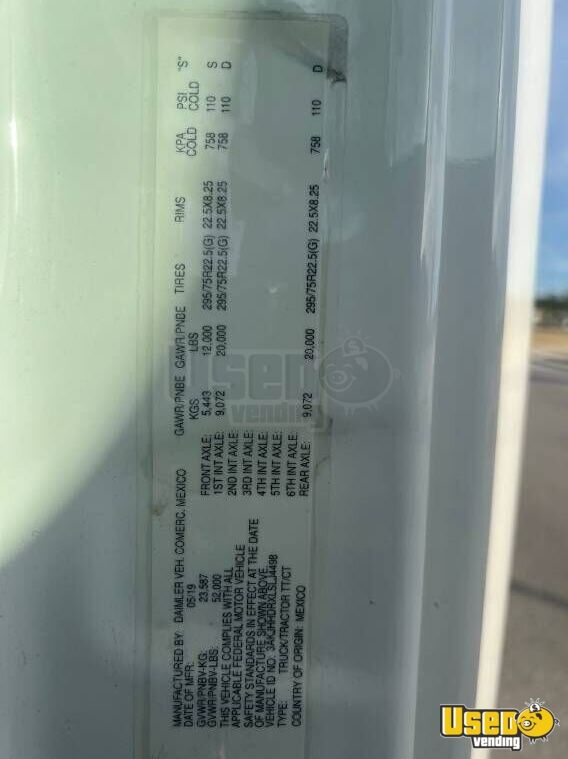 MANUFACTURED BY: DAIMLER VEH. COMERC. MEXICO
DATE OF MFR: 05/19
GVWR/PNBV-KG: 23,587
GVWR/PNBV-LBS: 52,000
THIS VEHICLE COMPLIES WITH ALL
APPLICABLE FEDERAL MOTOR VEHICLE
SAFETY STANDARDS IN EFFECT AT THE DATE
OF MANUFACTURE SHOWN ABOVE
VEHICLE ID NO. 3AKJHHDRXLSLJ4498
TYPE: TRUCK/TRACTOR TT/CT
COUNTRY OF ORIGIN: MEXICO
GAWR/PNBE KGS GAWR/PNBE LBS TIRES RIMS KPA COLD PSI COLD "S"
FRONT AXLE: 5,443 12,000 295/75R22.5(G) 22.5X8.25 758 110 S
1ST INT AXLE: 9,072 20,000 295/75R22.5(G) 22.5X8.25 758 110 D
2ND INT AXLE:
3RD INT AXLE:
4TH INT AXLE:
5TH INT AXLE:
6TH INT AXLE:
REAR AXLE: 9,072 20,000 295/75R22.5(G) 22.5X8.25 758 110 D
Used
vending
Used
vending